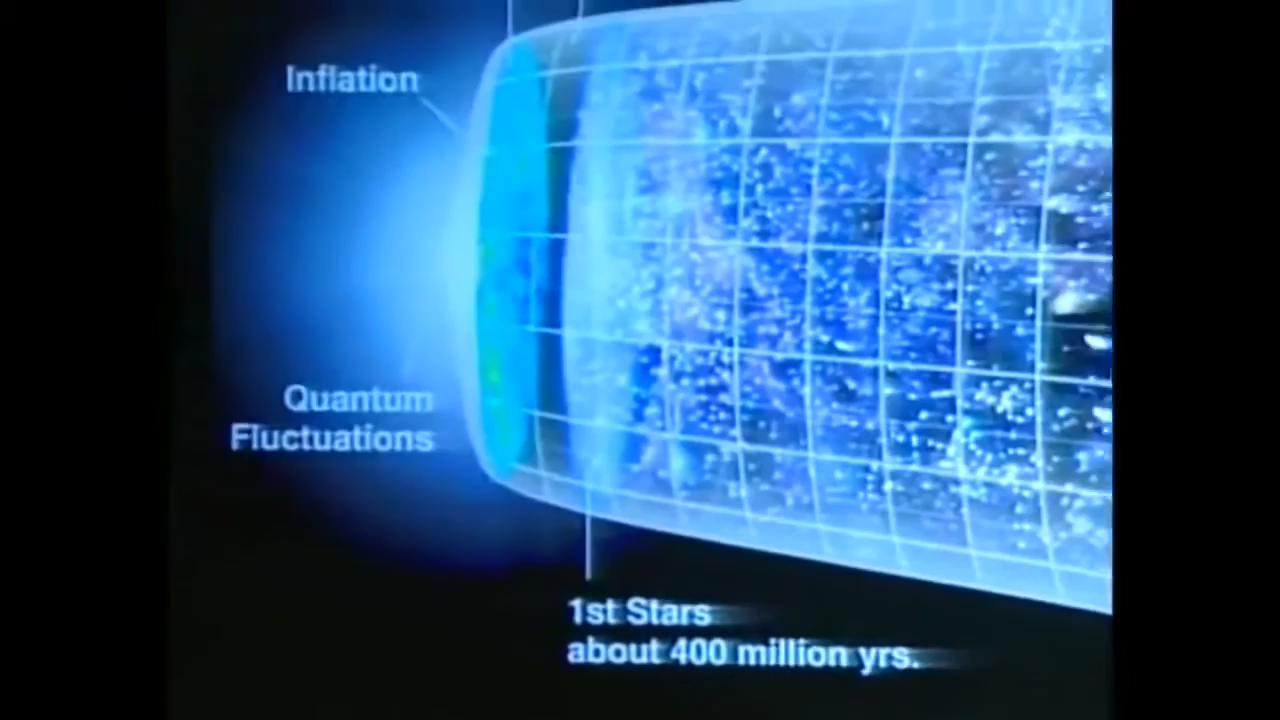 Inflation
Quantum
Fluctuations
1st Stars
about 400 million yrs.